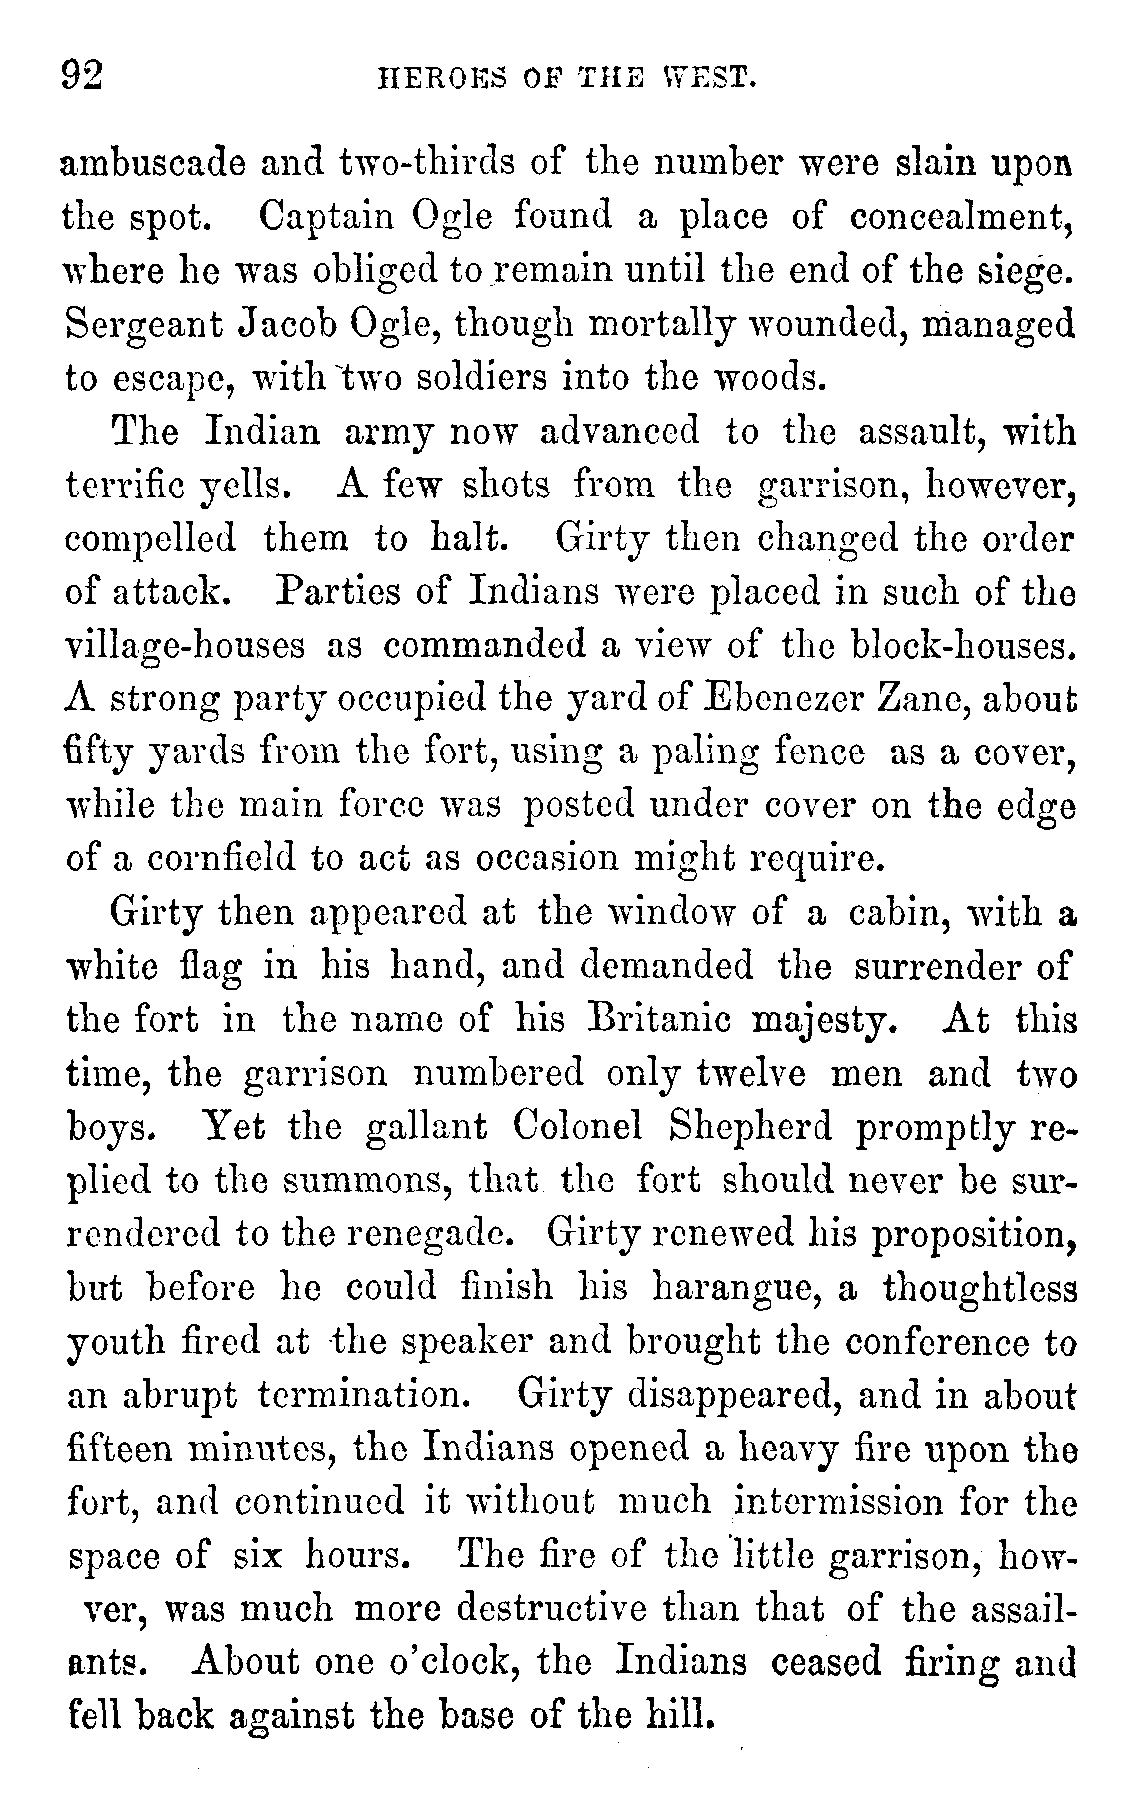 92 HEROES OF THE WEST.
ambuscade and two-thirds of the number were slain upon
the spot. Captain Ogle found a place of concealment,
where he was obliged to remain until the end of the siege.
Sergeant Jacob Ogle, though mortally wounded, managed
to escape, with two soldiers into the woods.
The Indian army now advanced to the assault, with
terrific yells. A few shots from the garrison, however,
compelled them to halt. Girty then changed the order
of attack. Parties of Indians were placed in such of the
village-houses as commanded a view of the block-houses.
A strong party occupied the yard of Ebenezer Zane, about
fifty yards from the fort, using a paling fence as a cover,
while the main force was posted under cover on the edge
of a cornfield to act as occasion might require.
Girty then appeared at the window of a cabin, with a
white flag in his hand, and demanded the surrender of
the fort in the name of his Britanic majesty. At this
time, the garrison numbered only twelve men and two
boys. Yet the gallant Colonel Shepherd promptly re-
plied to the summons, that the fort should never be sur-
rendered to the renegade. Girty renewed his proposition,
but before he could finish his harangue, a thoughtless
youth fired at the speaker and brought the conference to
an abrupt termination. Girty disappeared, and in about
fifteen minutes, the Indians opened a heavy fire upon the
fort, and continued it without much intermission for the
space of six hours. The fire of the little garrison, how-
ver, was much more destructive than that of the assail-
ants. About one o'clock, the Indians ceased firing and
fell back against the base of the hill.